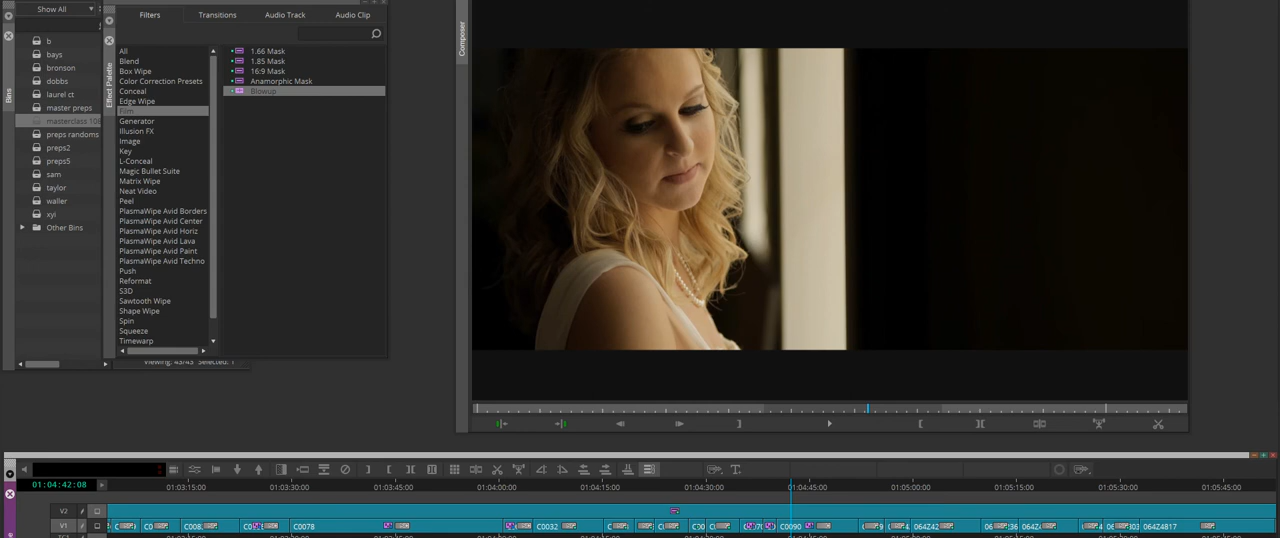 Show All
Filters
Transitions
Audio Track
Audio Clip
Bins
Effect Palette
Composer
b
bays
bronson
dobbs
laurel ct
master preps
masterclass 108
preps randoms
preps2
preps5
sam
taylor
waller
xyi
Other Bins
All
Blend
Box Wipe
Color Correction Presets
Conceal
Edge Wipe
Film
Generator
Illusion FX
Image
Key
L-Conceal
Magic Bullet Suite
Matrix Wipe
Neat Video
Peel
PlasmaWipe Avid Borders
PlasmaWipe Avid Center
PlasmaWipe Avid Horiz
PlasmaWipe Avid Lava
PlasmaWipe Avid Paint
PlasmaWipe Avid Techno
Push
Reformat
S3D
Sawtooth Wipe
Shape Wipe
Spin
Squeeze
Timewarp
1.66 Mask
1.85 Mask
16:9 Mask
Anamorphic Mask
Blowup
Viewing: 43/43 Selected: 1
01:04:42:08
01:03:15:00 01:03:30:00 01:03:45:00 01:04:00:00 01:04:15:00 01:04:30:00 01:04:45:00 01:05:00:00 01:05:15:00 01:05:30:00 01:05:45:00
V2
V1 C0078 C0032 C0090 064Z42 064Z4817